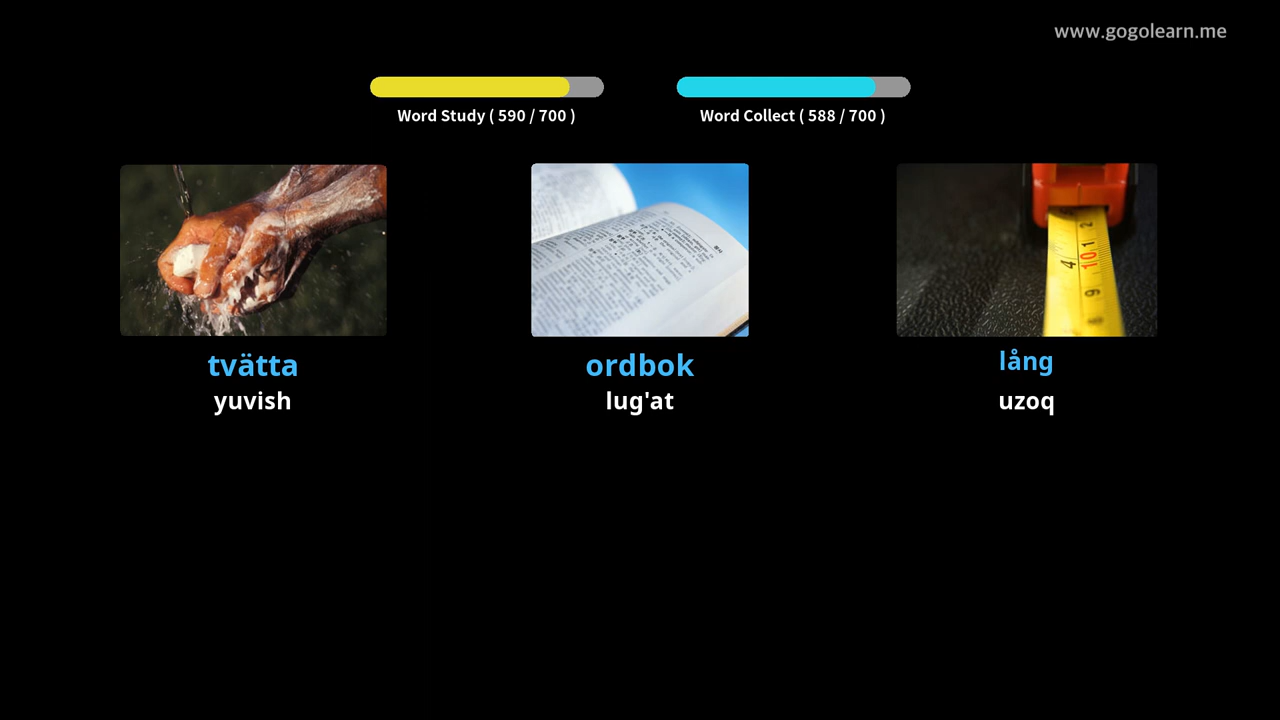 www.gogolearn.me
Word Study ( 590 / 700 )
Word Collect ( 588 / 700 )
tvätta
ordbok
lång
yuvish
lug'at
uzoq